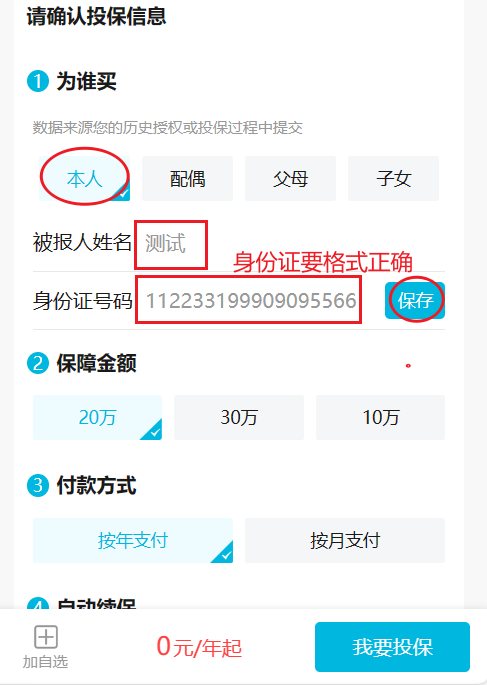 请确认投保信息
1 为谁买
数据来源您的历史授权或投保过程中提交
本人 配偶 父母 子女
被报人姓名 测试
身份证要格式正确
身份证号码 112233199909095566 保存
2 保障金额
20万 30万 10万
3 付款方式
按年支付 按月支付
4 自动续保
加自选 0元/年起 我要投保